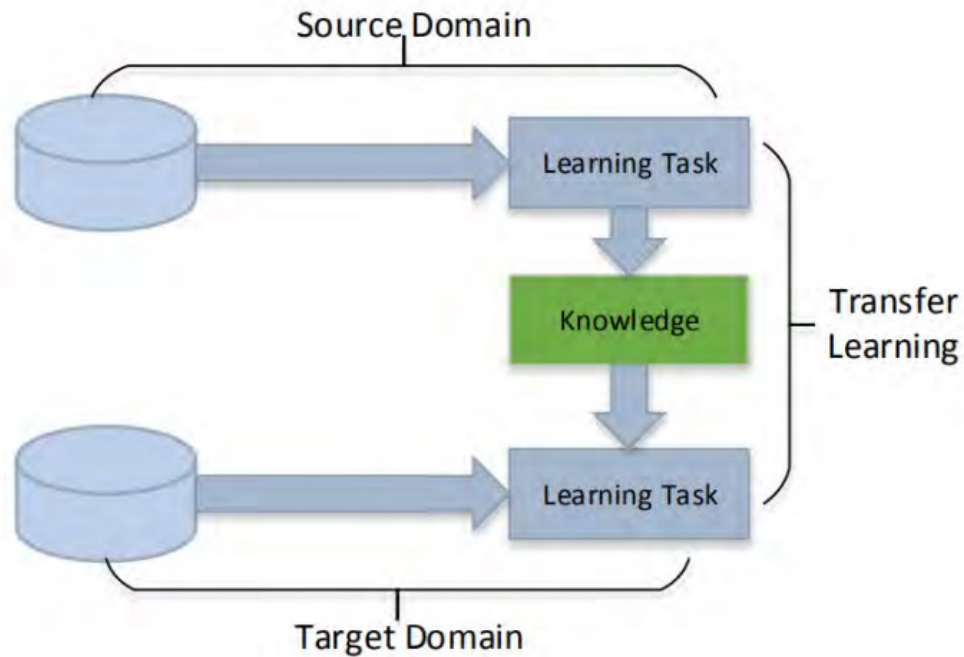 Source Domain
Learning Task
Knowledge
Transfer
Learning
Learning Task
Target Domain